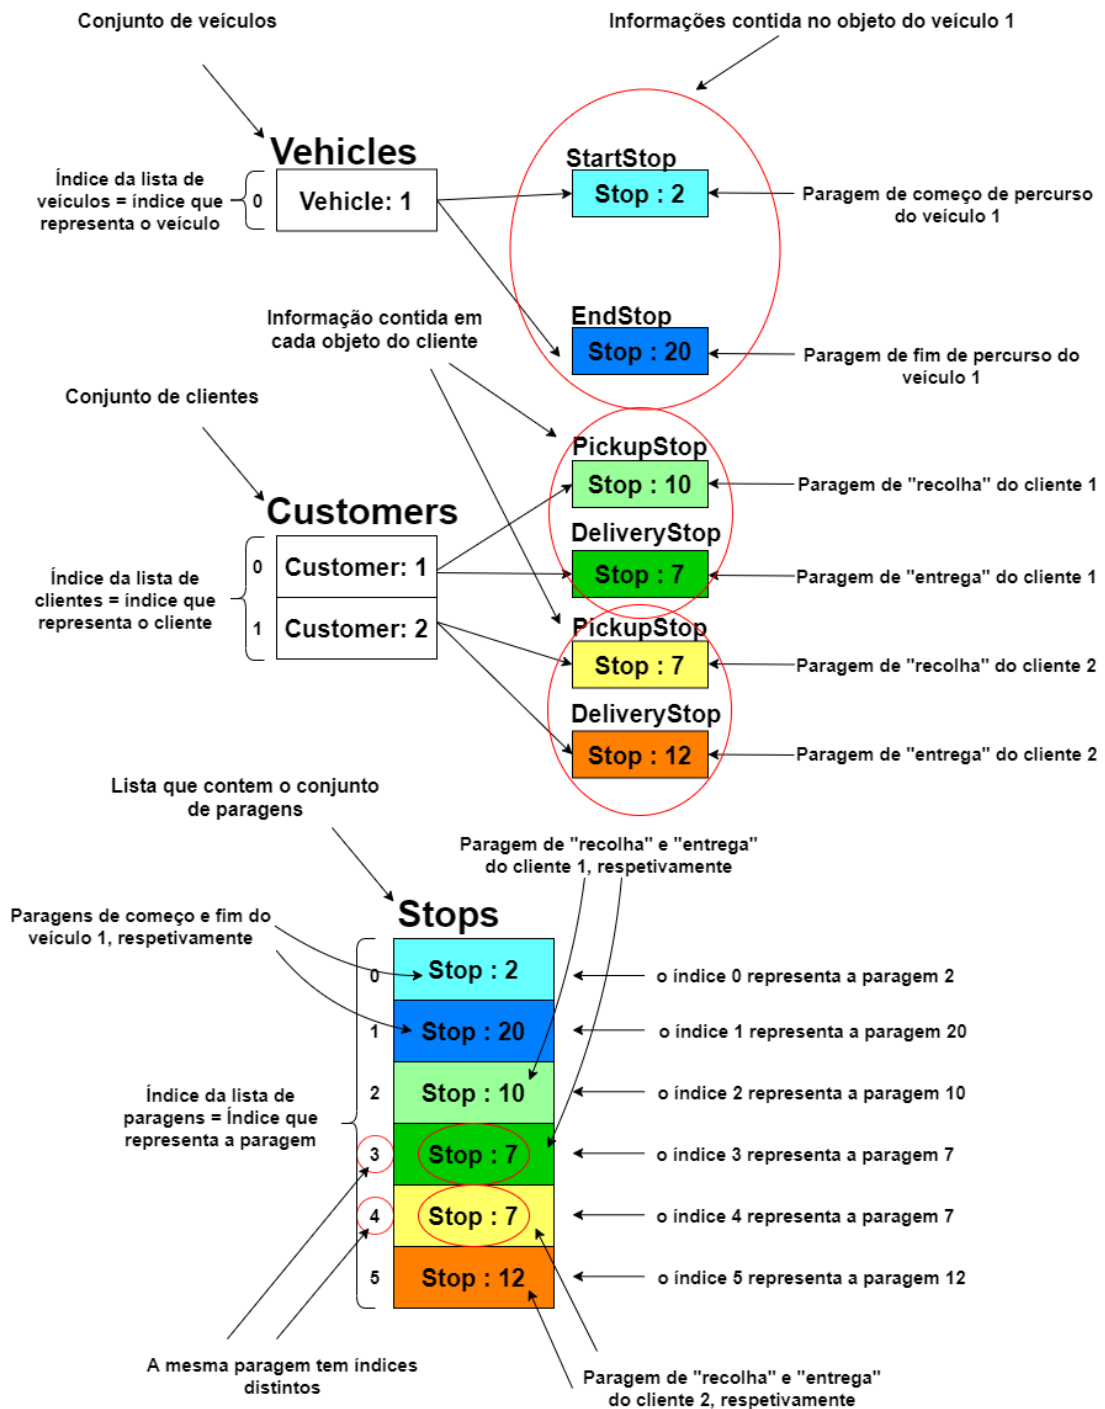 Conjunto de veículos
Informações contida no objeto do veículo 1
Vehicles
StartStop
Índice da lista de
veículos = índice que
representa o veículo
0
Vehicle: 1
Stop : 2
Paragem de começo de percurso
do veículo 1
EndStop
Informação contida em
cada objeto do cliente
Stop : 20
Paragem de fim de percurso do
veículo 1
Conjunto de clientes
PickupStop
Stop : 10
Paragem de "recolha" do cliente 1
Customers
DeliveryStop
0
Customer: 1
Stop : 7
Paragem de "entrega" do cliente 1
Índice da lista de
clientes = índice que
representa o cliente
1
Customer: 2
PickupStop
Stop : 7
Paragem de "recolha" do cliente 2
DeliveryStop
Stop : 12
Paragem de "entrega" do cliente 2
Lista que contem o conjunto
de paragens
Paragem de "recolha" e "entrega"
do cliente 1, respetivamente
Stops
Paragens de começo e fim do
veículo 1, respetivamente
0
Stop : 2
o índice 0 representa a paragem 2
1
Stop : 20
o índice 1 representa a paragem 20
2
Stop : 10
o índice 2 representa a paragem 10
Índice da lista de
paragens = Índice que
representa a paragem
3
Stop : 7
o índice 3 representa a paragem 7
4
Stop : 7
o índice 4 representa a paragem 7
5
Stop : 12
o índice 5 representa a paragem 12
A mesma paragem tem índices
distintos
Paragem de "recolha" e "entrega"
do cliente 2, respetivamente